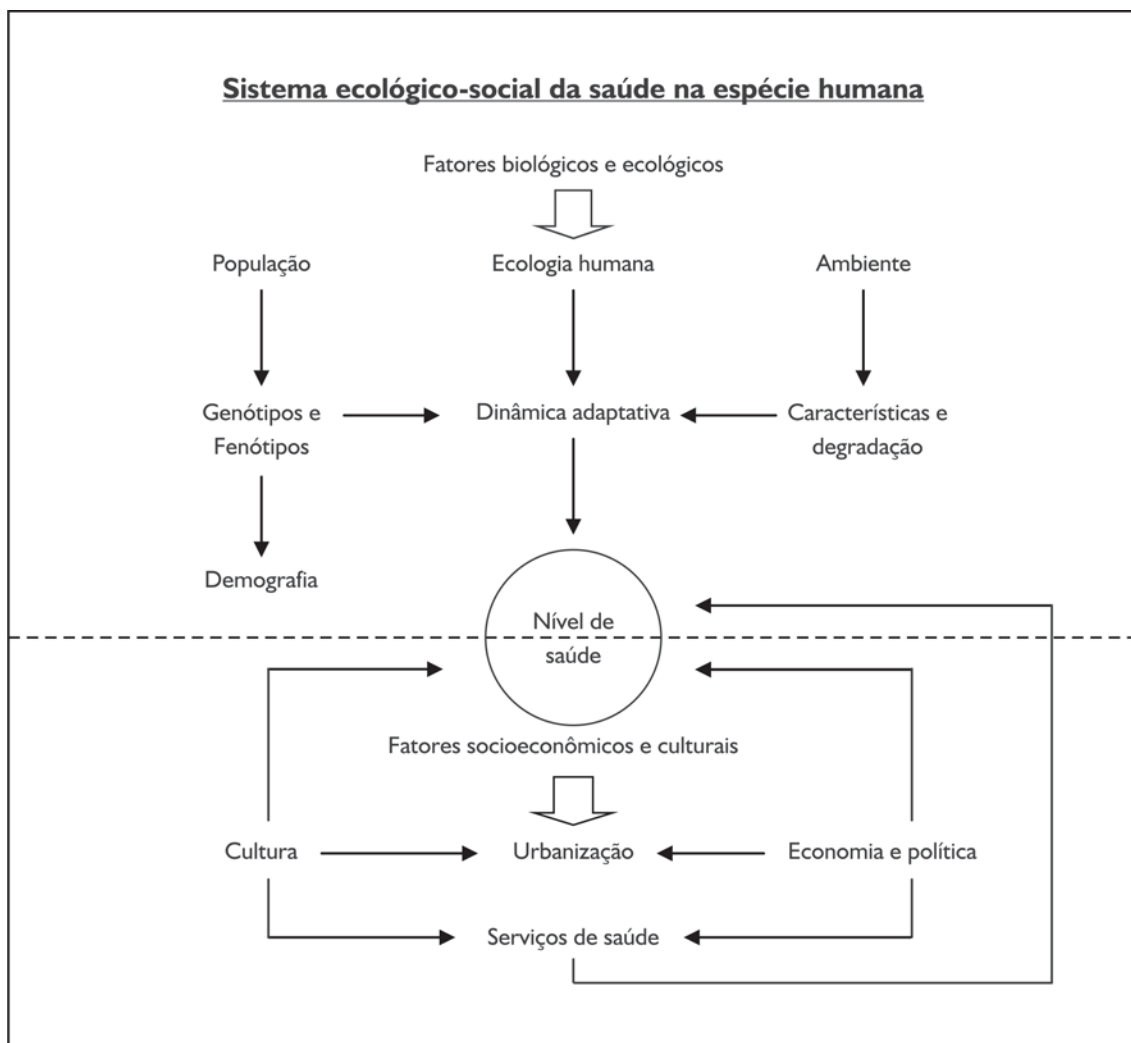 Sistema ecológico-social da saúde na espécie humana
Fatores biológicos e ecológicos
População
Ecologia humana
Ambiente
Genótipos e
Fenótipos
Dinâmica adaptativa
Características e
degradação
Demografia
Nível de
saúde
Fatores socioeconômicos e culturais
Cultura
Urbanização
Economia e política
Serviços de saúde